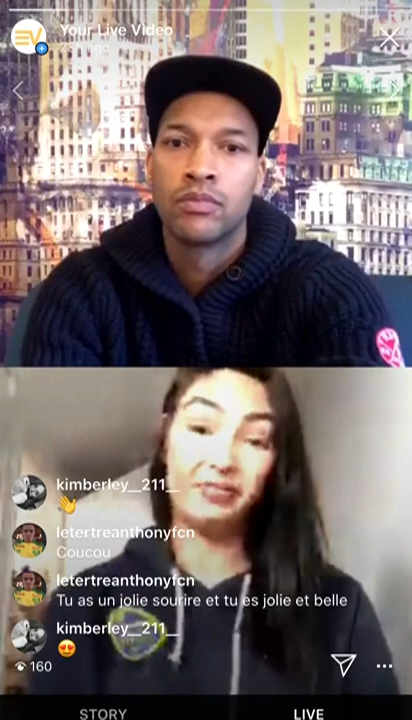 EV
Your Live Video
kimberley__211__
👋
letertreanthonyfcn
Coucou
letertreanthonyfcn
Tu as un jolie sourire et tu es jolie et belle
kimberley__211__
😍
160
STORY
LIVE